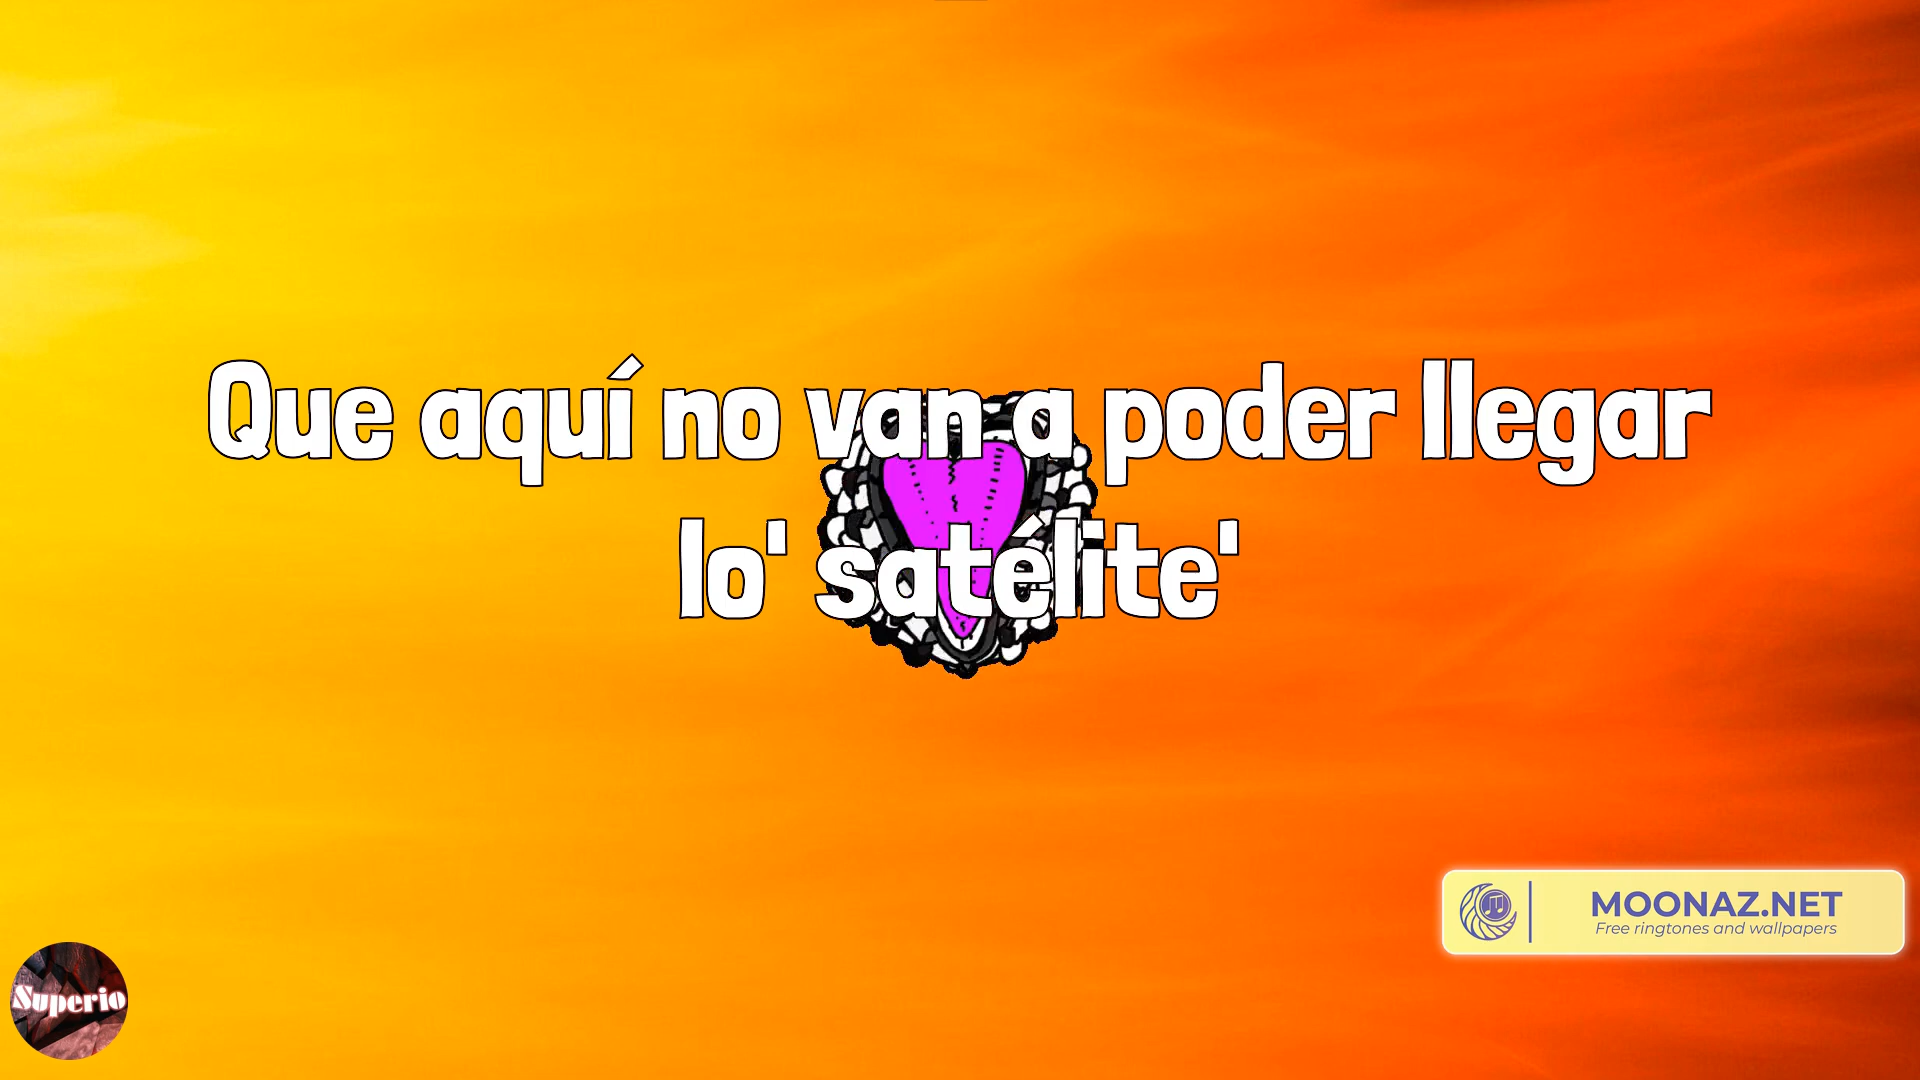 Que aquí no van a poder llegar
lo' satélite'
MOONAZ.NET
Free ringtones and wallpapers
Superio